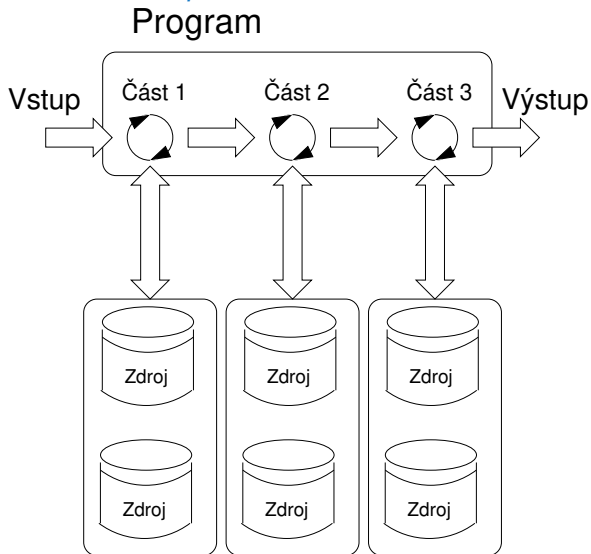 Program
Vstup
Část 1
Část 2
Část 3
Výstup
Zdroj
Zdroj
Zdroj
Zdroj
Zdroj
Zdroj